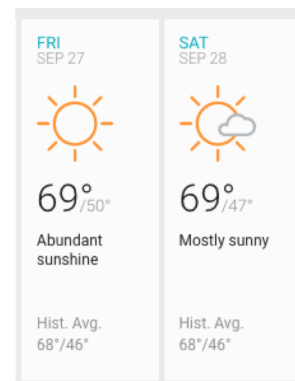 FRI
SEP 27
69°/50°
Abundant
sunshine
Hist. Avg.
68°/46°
SAT
SEP 28
69°/47°
Mostly sunny
Hist. Avg.
68°/46°